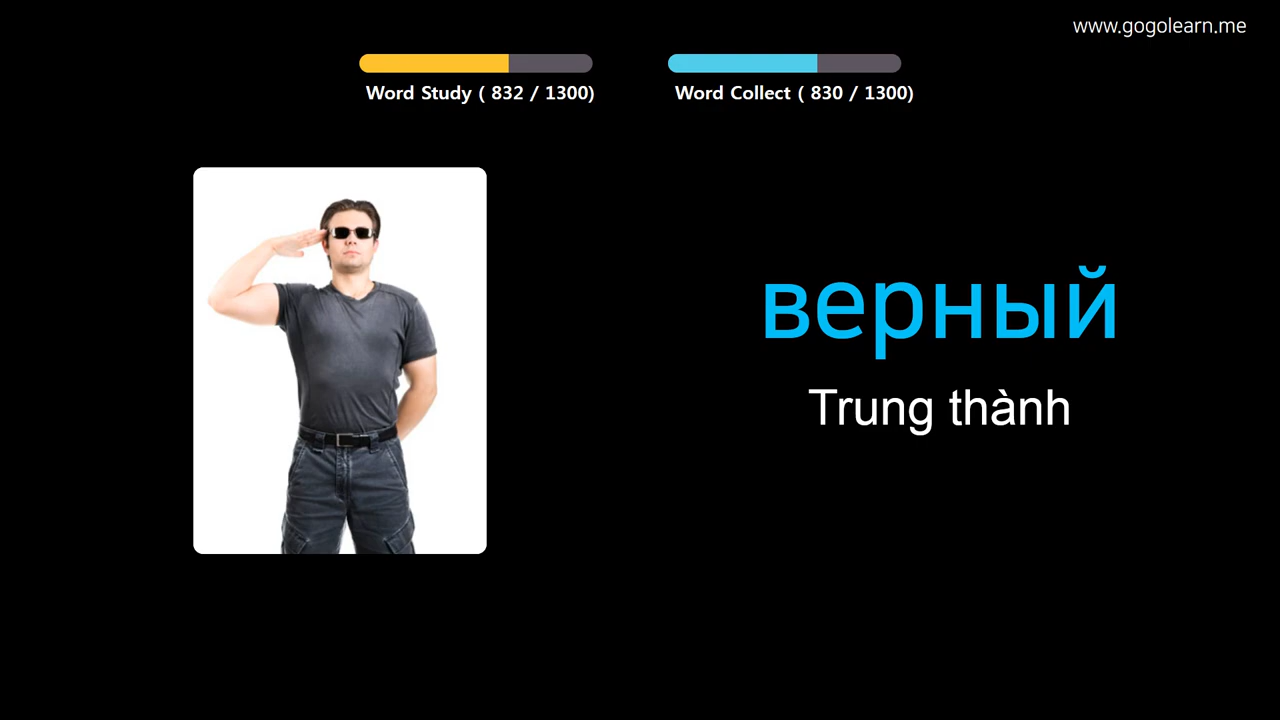 www.gogolearn.me
Word Study ( 832 / 1300)
Word Collect ( 830 / 1300)
верный
Trung thành